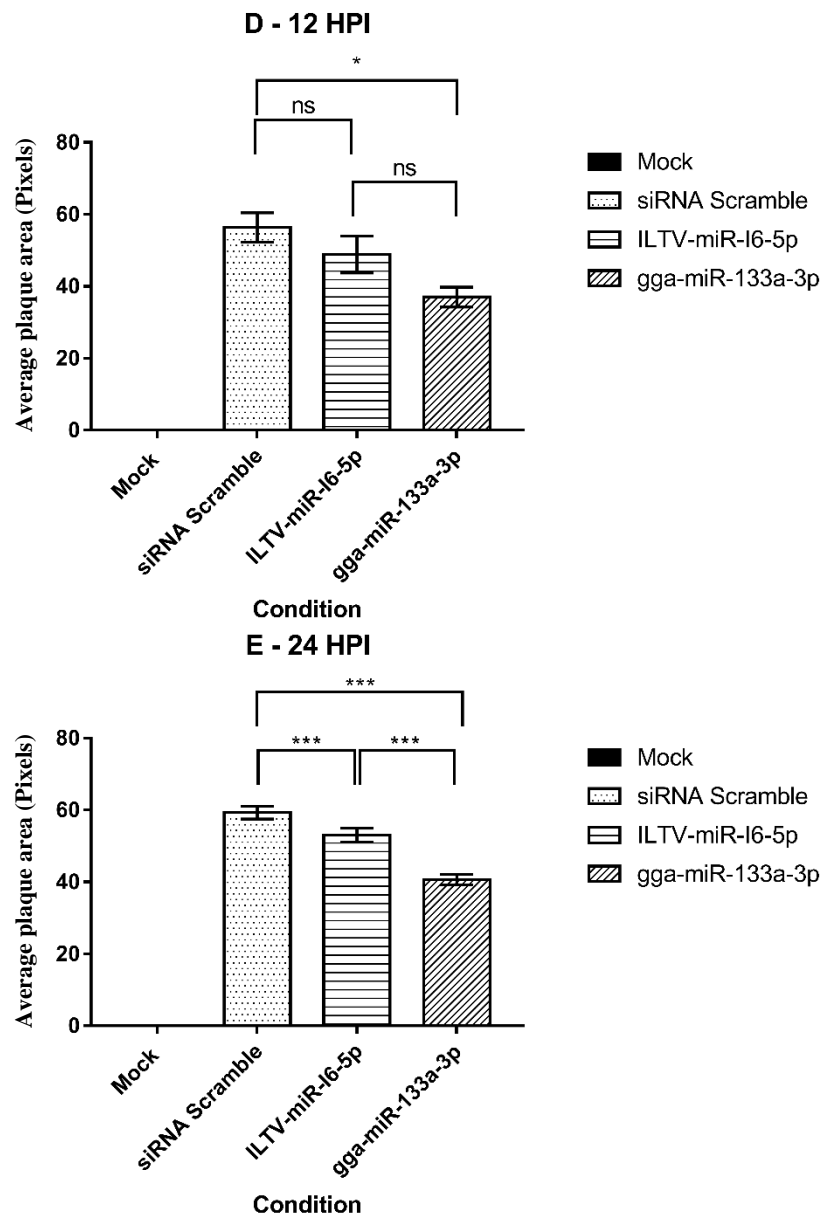 D - 12 HPI
*
ns
ns
Average plaque area (Pixels)
80
60
40
20
0
Mock
siRNA Scramble
ILTV-miR-I6-5p
gga-miR-133a-3p
Condition
Mock
siRNA Scramble
ILTV-miR-I6-5p
gga-miR-133a-3p
E - 24 HPI
***
*** ***
Average plaque area (Pixels)
80
60
40
20
0
Mock
siRNA Scramble
ILTV-miR-I6-5p
gga-miR-133a-3p
Condition
Mock
siRNA Scramble
ILTV-miR-I6-5p
gga-miR-133a-3p